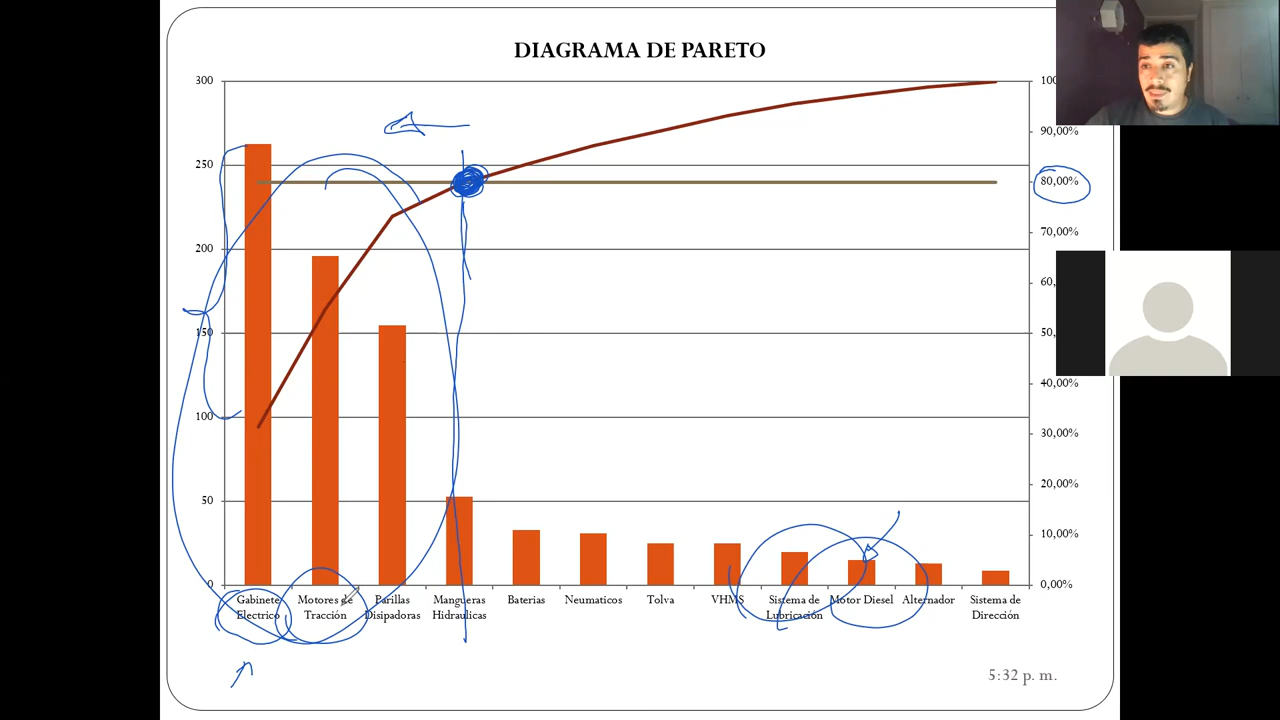 DIAGRAMA DE PARETO
300
250
200
150
100
50
0
100
90,00%
80,00%
70,00%
60,
50,
40,00%
30,00%
20,00%
10,00%
0,00%
Gabinete
Electrico
Motores de
Tracción
Parillas
Disipadoras
Mangueras
Hidraulicas
Baterias
Neumaticos
Tolva
VHMS
Sistema de
Lubricación
Motor Diesel
Alternador
Sistema de
Dirección
5:32 p. m.